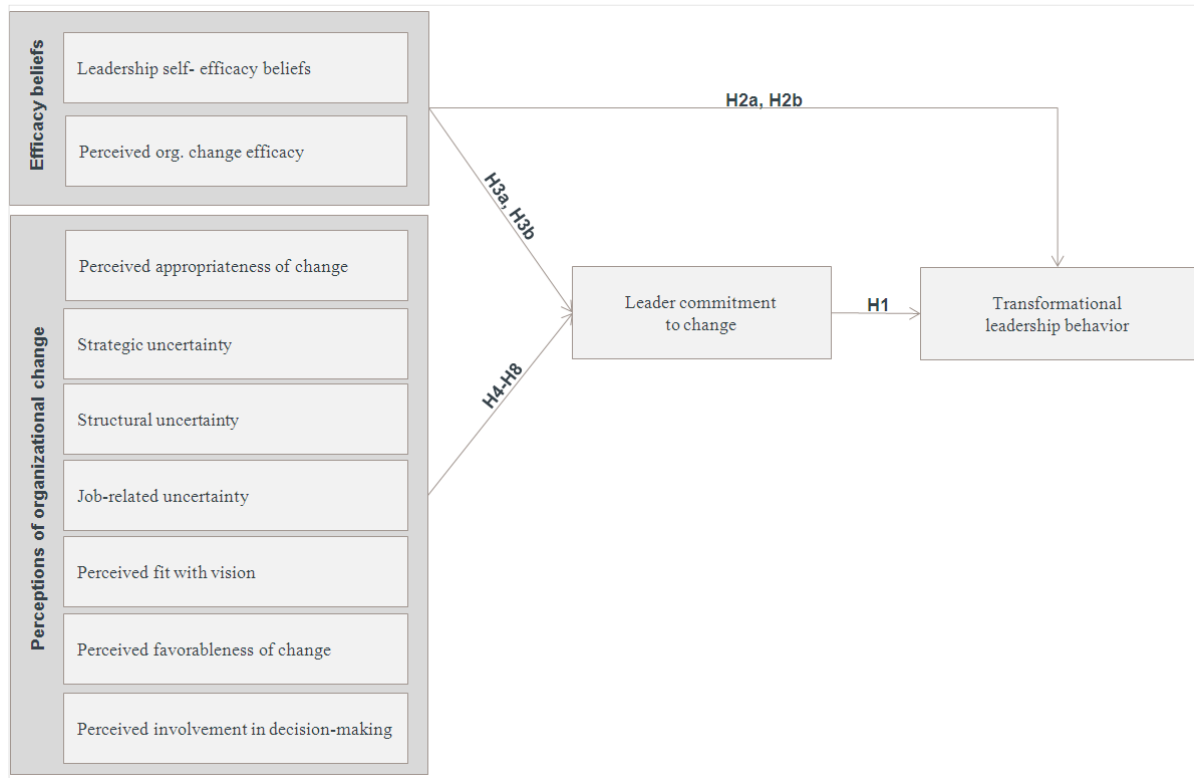 Efficacy beliefs
Leadership self- efficacy beliefs
Perceived org. change efficacy
H2a, H2b
H3a, H3b
Perceptions of organizational change
Perceived appropriateness of change
Strategic uncertainty
Structural uncertainty
Job-related uncertainty
Perceived fit with vision
Perceived favorableness of change
Perceived involvement in decision-making
H4-H8
Leader commitment
to change
H1
Transformational
leadership behavior